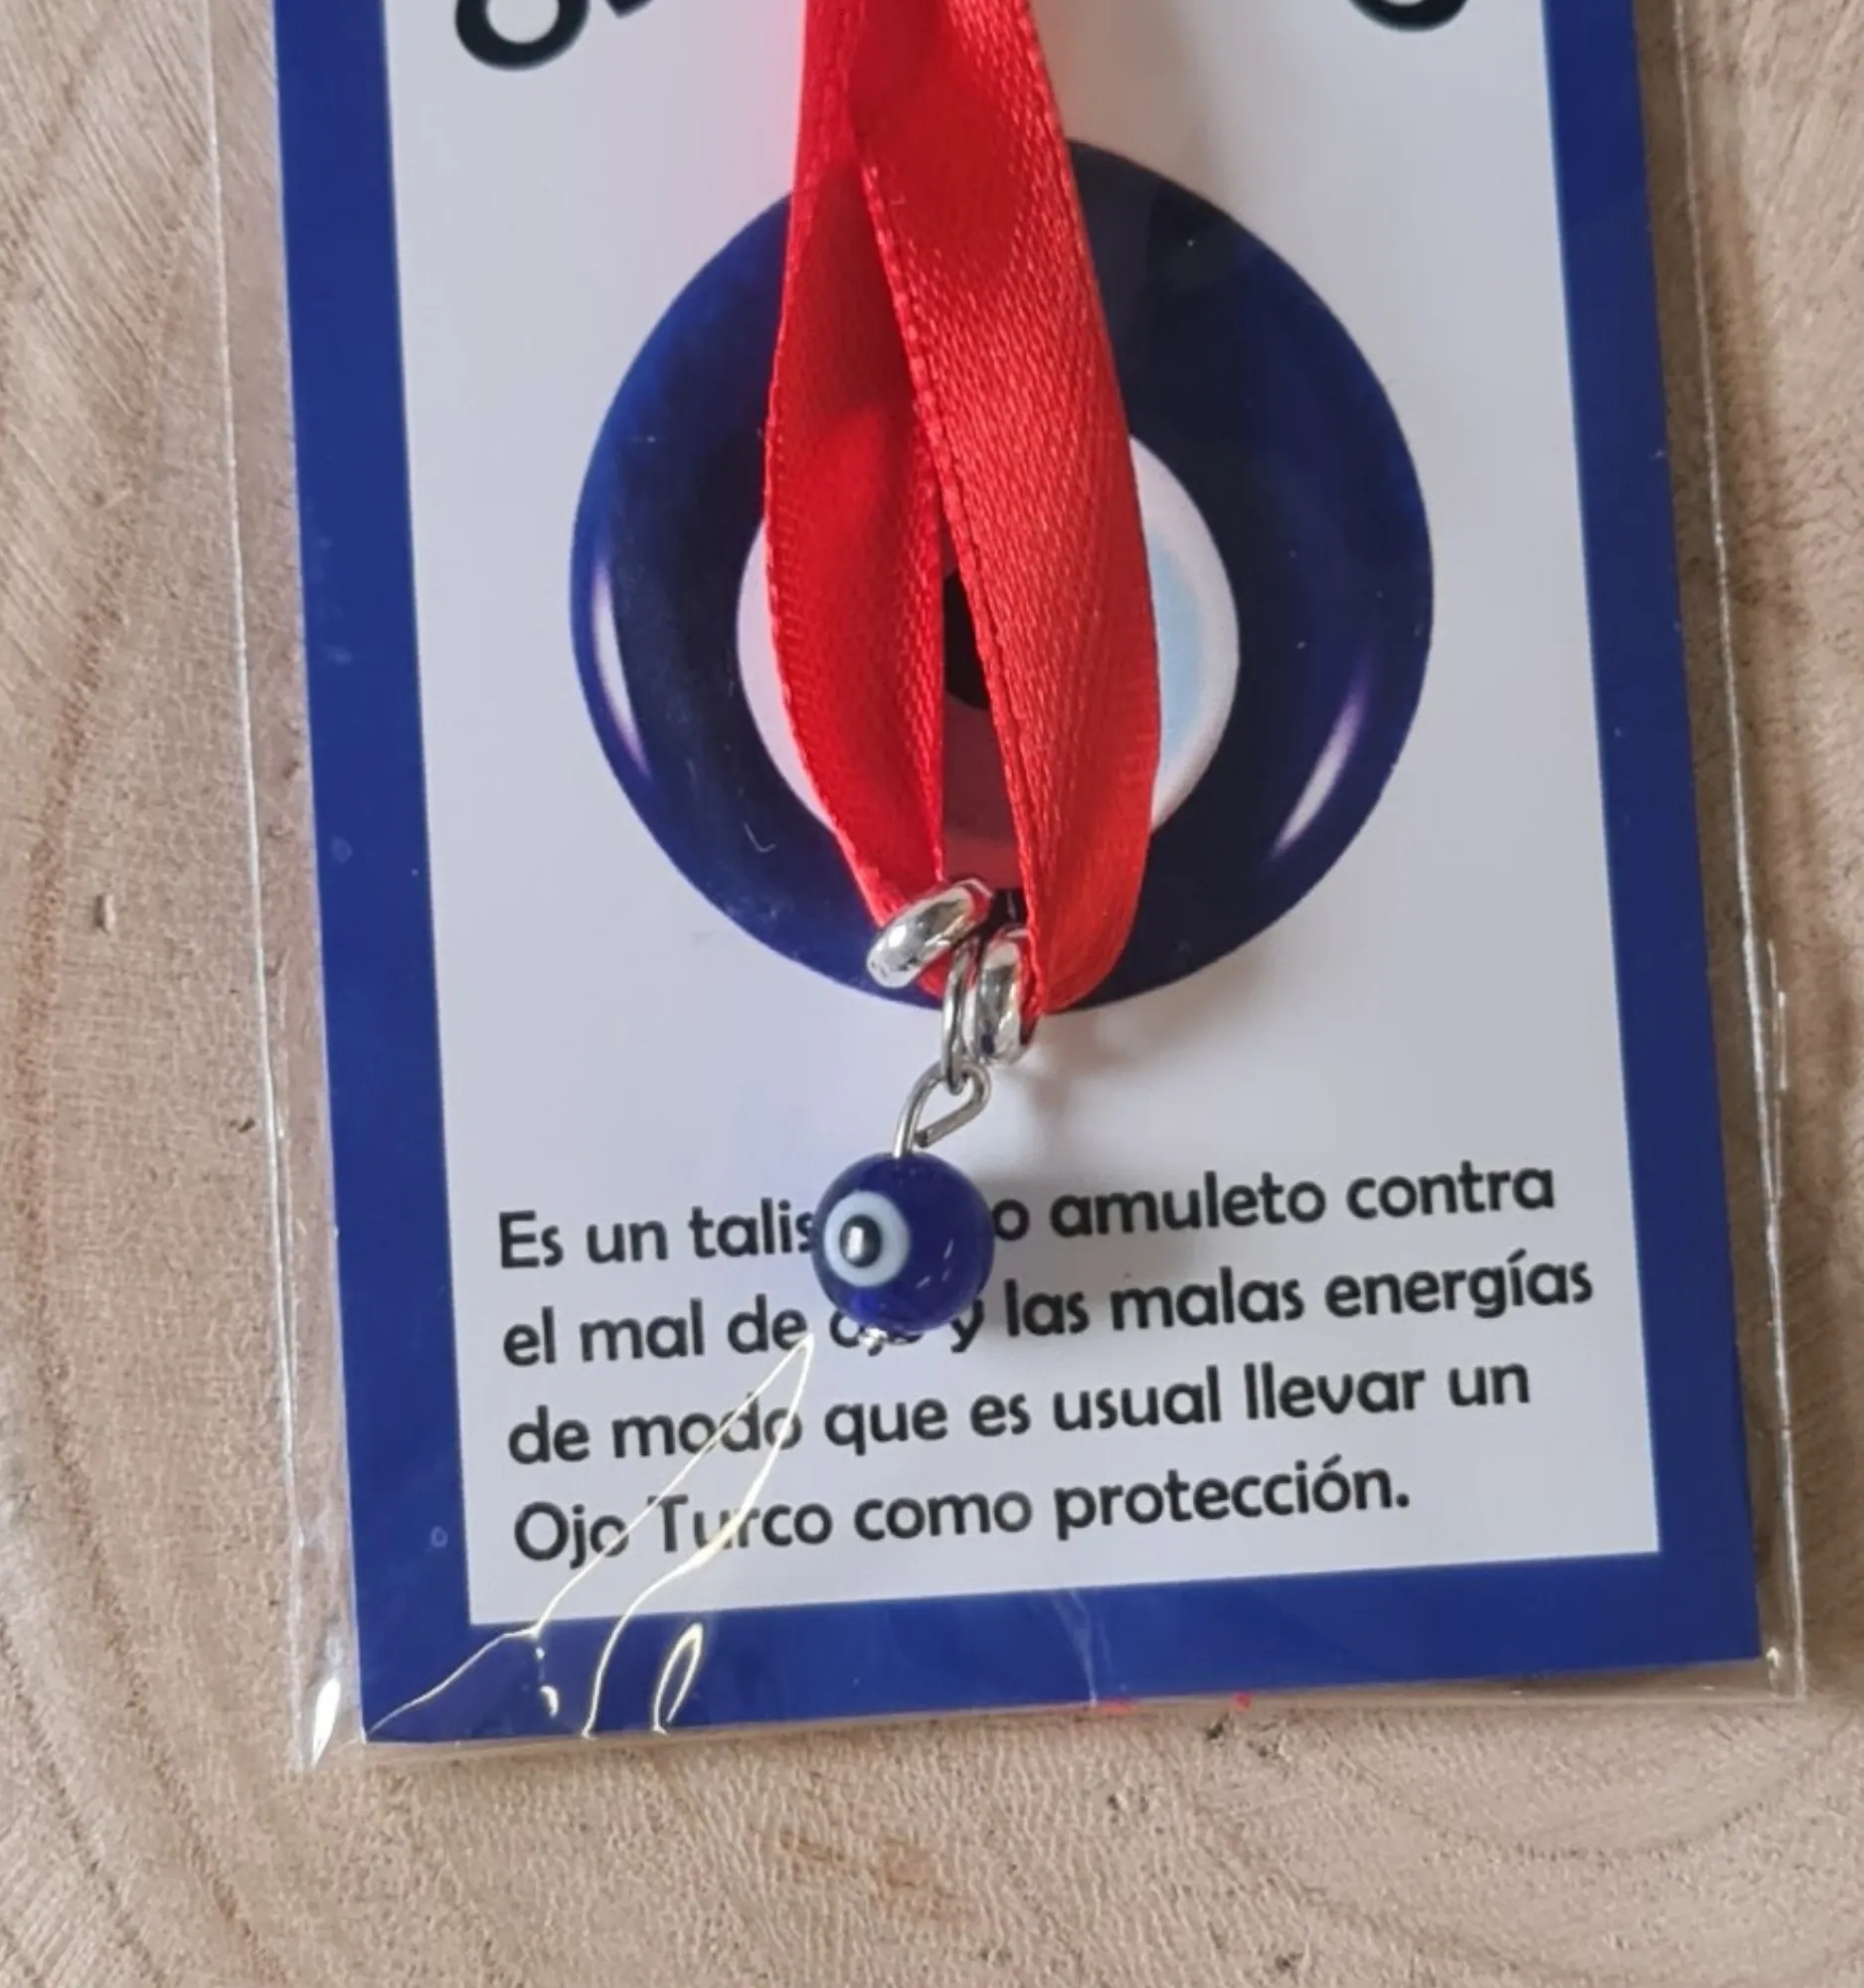 Es un o amuleto contra
el mal de y las malas energías
de modo que es usual llevar un
Ojo Turco como protección.